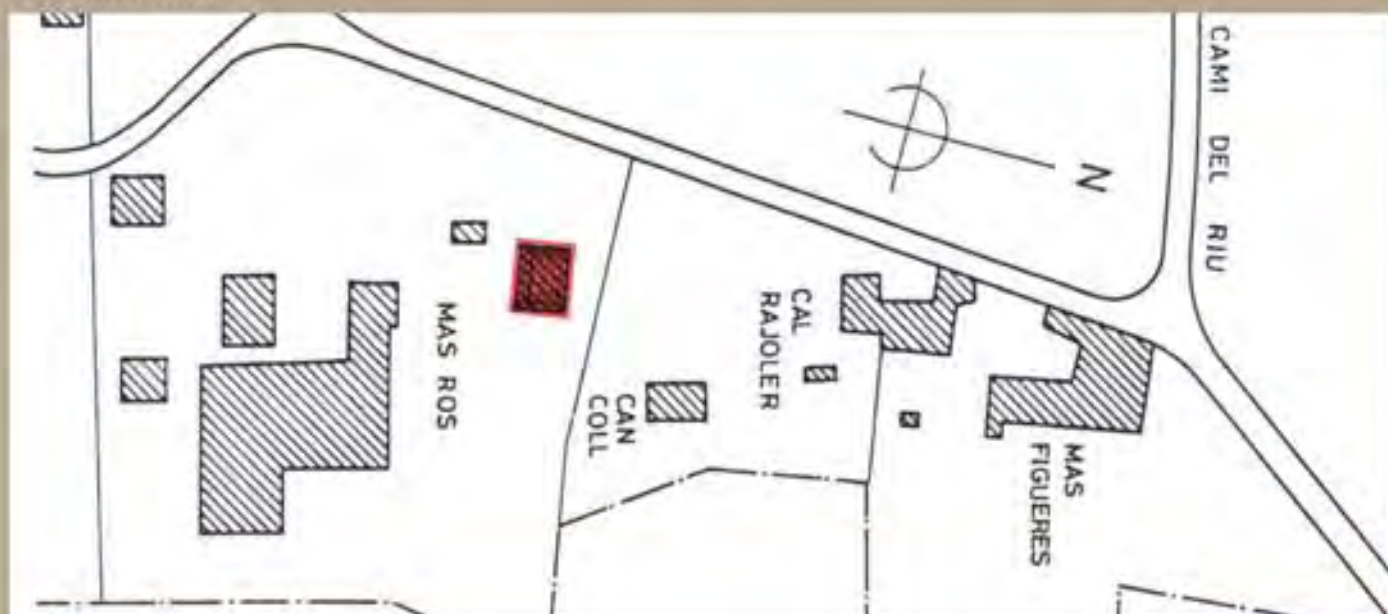 CAMI DEL RIU
N
CAL
RAJOLER
MAS ROS
CAN
COLL
MAS
FIGUERES